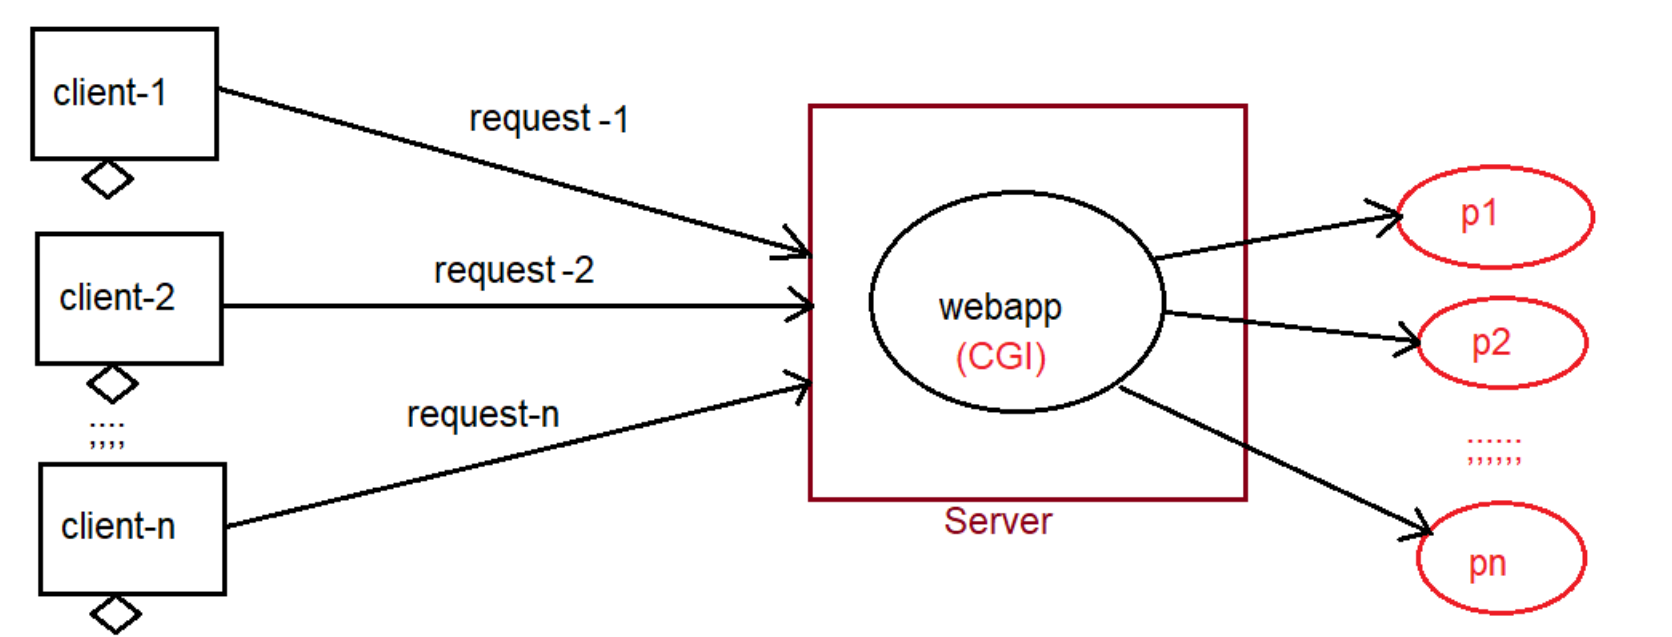 client-1
request -1
client-2
request -2
;;;;
client-n
request-n
webapp
(CGI)
Server
p1
p2
;;;;;;
pn